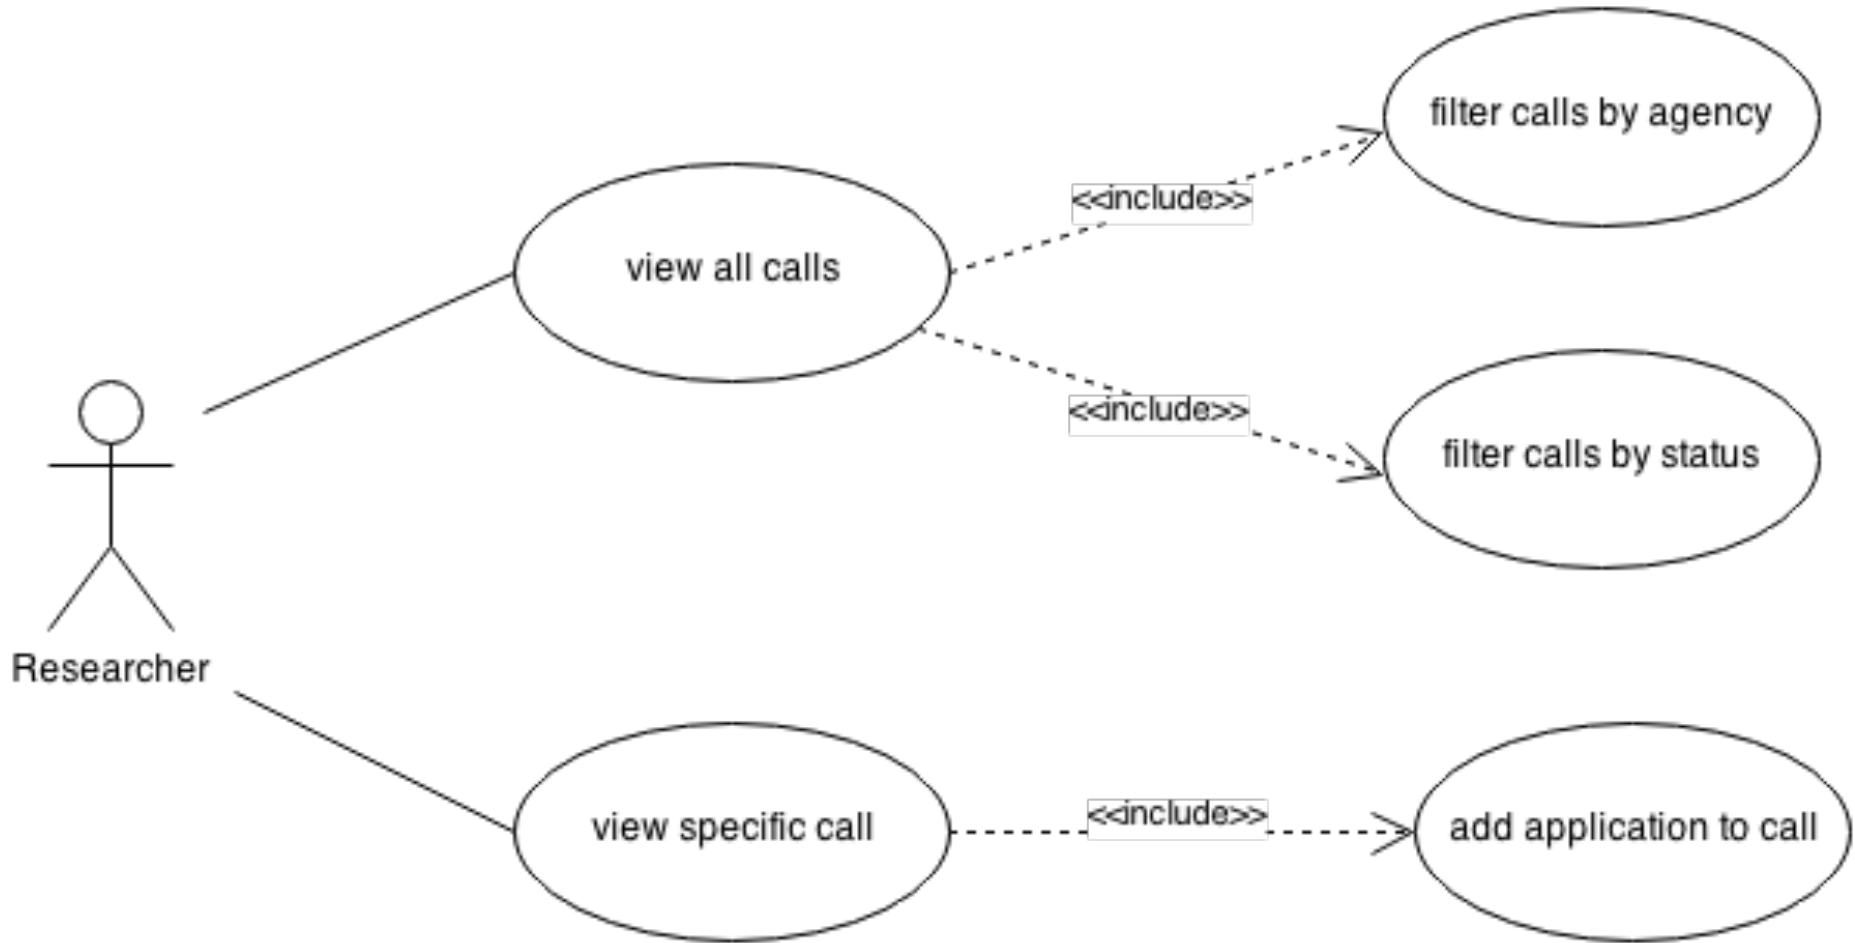 filter calls by agency
<<include>>
view all calls
<<include>>
filter calls by status
Researcher
view specific call
<<include>>
add application to call